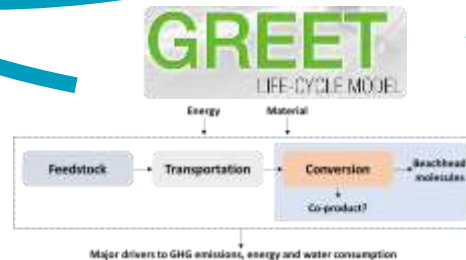 GREET
LIFE-CYCLE MODEL
Energy Material
Feedstock Transportation Conversion Beachhead
molecules
Co-product?
Major drivers to GHG emissions, energy and water consumption